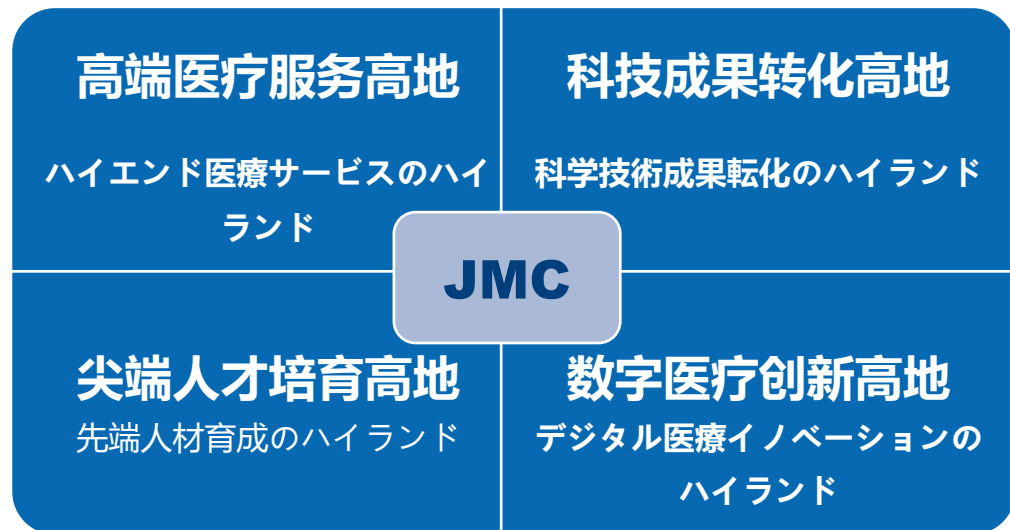 高端医疗服务高地
ハイエンド医療サービスのハイ
ランド
科技成果转化高地
科学技術成果転化のハイランド
JMC
尖端人才培育高地
先端人材育成のハイランド
数字医疗创新高地
デジタル医療イノベーションの
ハイランド